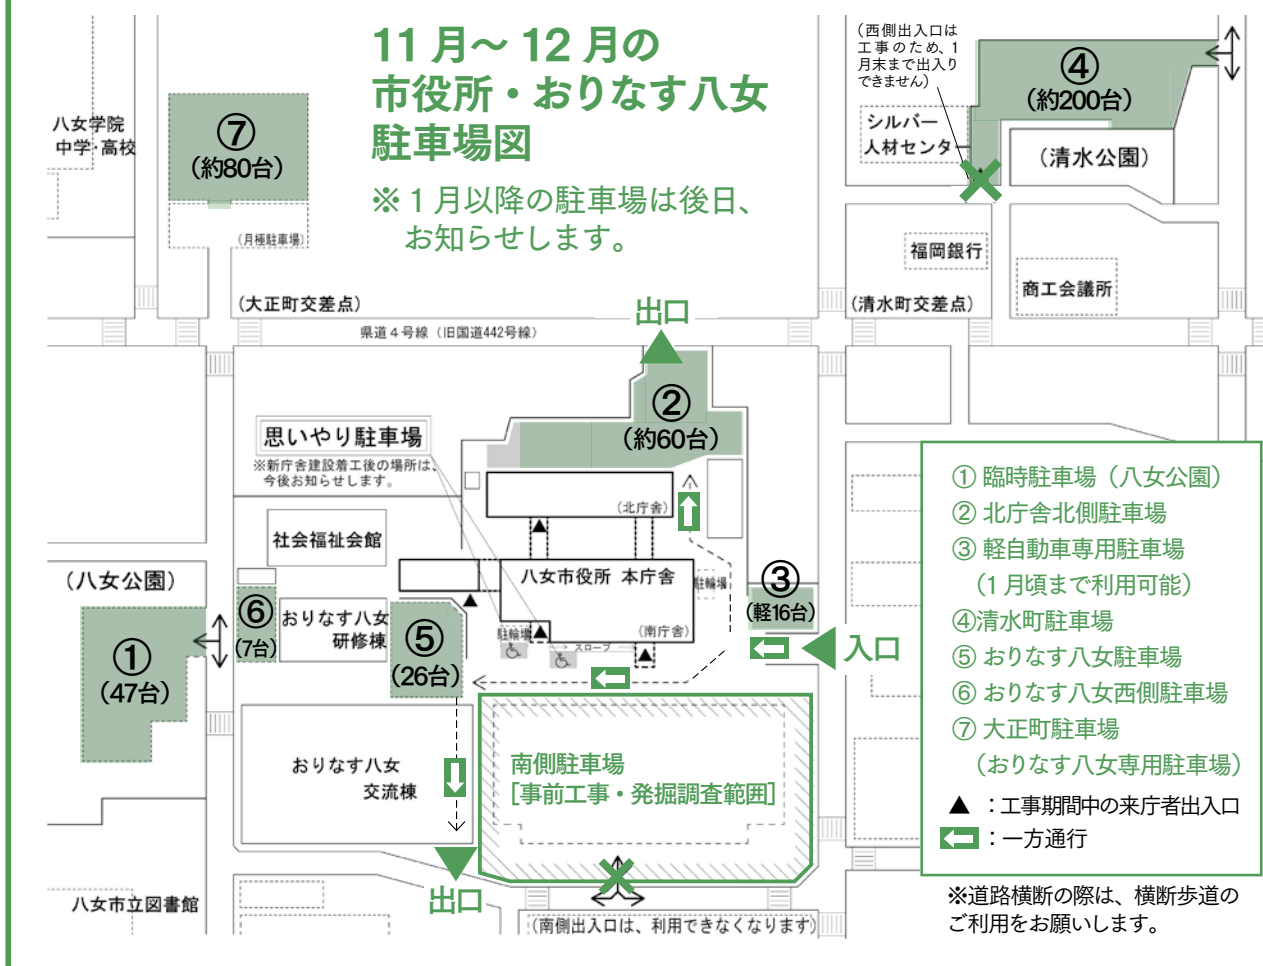 11月～12月の
市役所・おりなす八女
駐車場図
※１月以降の駐車場は後日、
お知らせします。
（西側出入口は
工事のため、1
月末まで出入り
できません）
④
（約200台）
シルバー
人材センター
（清水公園）
八女学院
中学・高校
⑦
（約80台）
（月極駐車場）
福岡銀行
商工会議所
（大正町交差点）
（清水町交差点）
県道４号線（旧国道442号線）
出口
②
（約60台）
思いやり駐車場
※新庁舎建設着工後の場所は、
今後お知らせします。
（北庁舎）
社会福祉会館
八女市役所 本庁舎
駐輪場
③
（軽16台）
（八女公園）
⑥
（7台）
おりなす八女
研修棟
⑤
（26台）
駐輪場
（南庁舎）
スロープ
入口
①
（47台）
おりなす八女
交流棟
南側駐車場
［事前工事・発掘調査範囲］
出口
八女市立図書館
（南側出入口は、利用できなくなります）
① 臨時駐車場（八女公園）
② 北庁舎北側駐車場
③ 軽自動車専用駐車場
（1 月頃まで利用可能）
④清水町駐車場
⑤ おりなす八女駐車場
⑥ おりなす八女西側駐車場
⑦ 大正町駐車場
（おりなす八女専用駐車場）
▲ ：工事期間中の来庁者出入口
：一方通行
※道路横断の際は、横断歩道の
ご利用をお願いします。